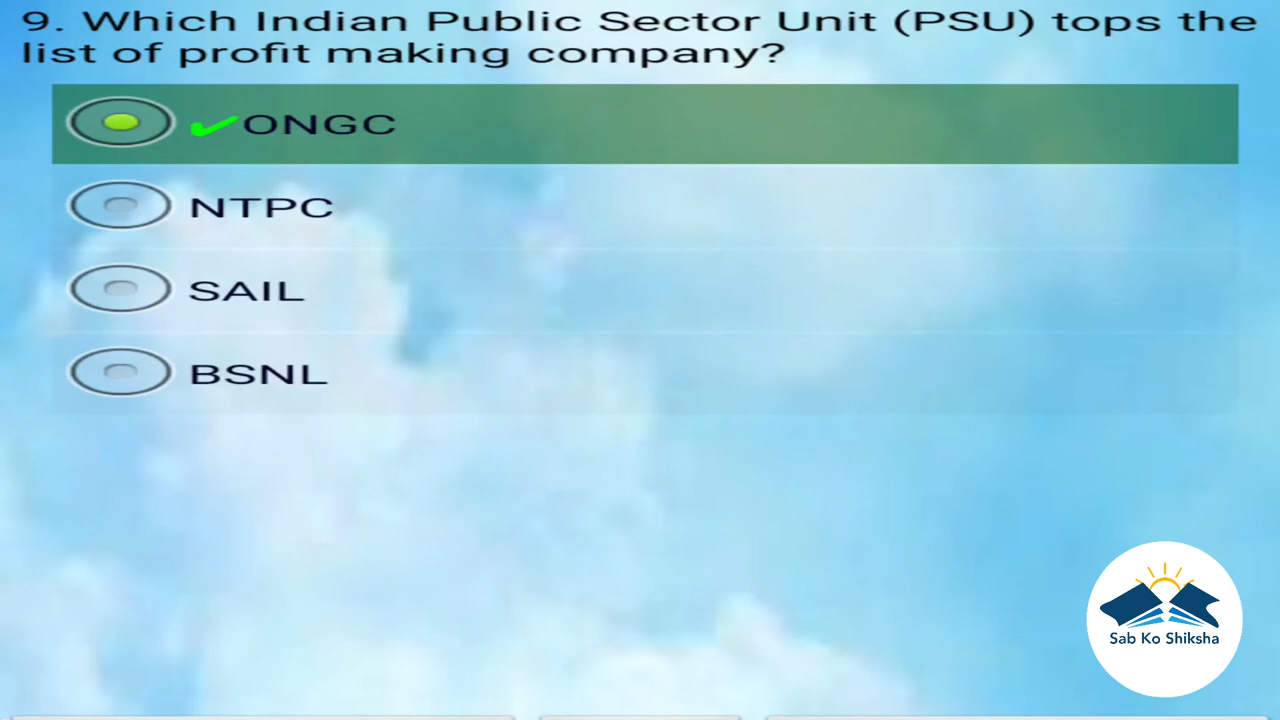 9. Which Indian Public Sector Unit (PSU) tops the
list of profit making company?
ONGC
NTPC
SAIL
BSNL
Sab Ko Shiksha